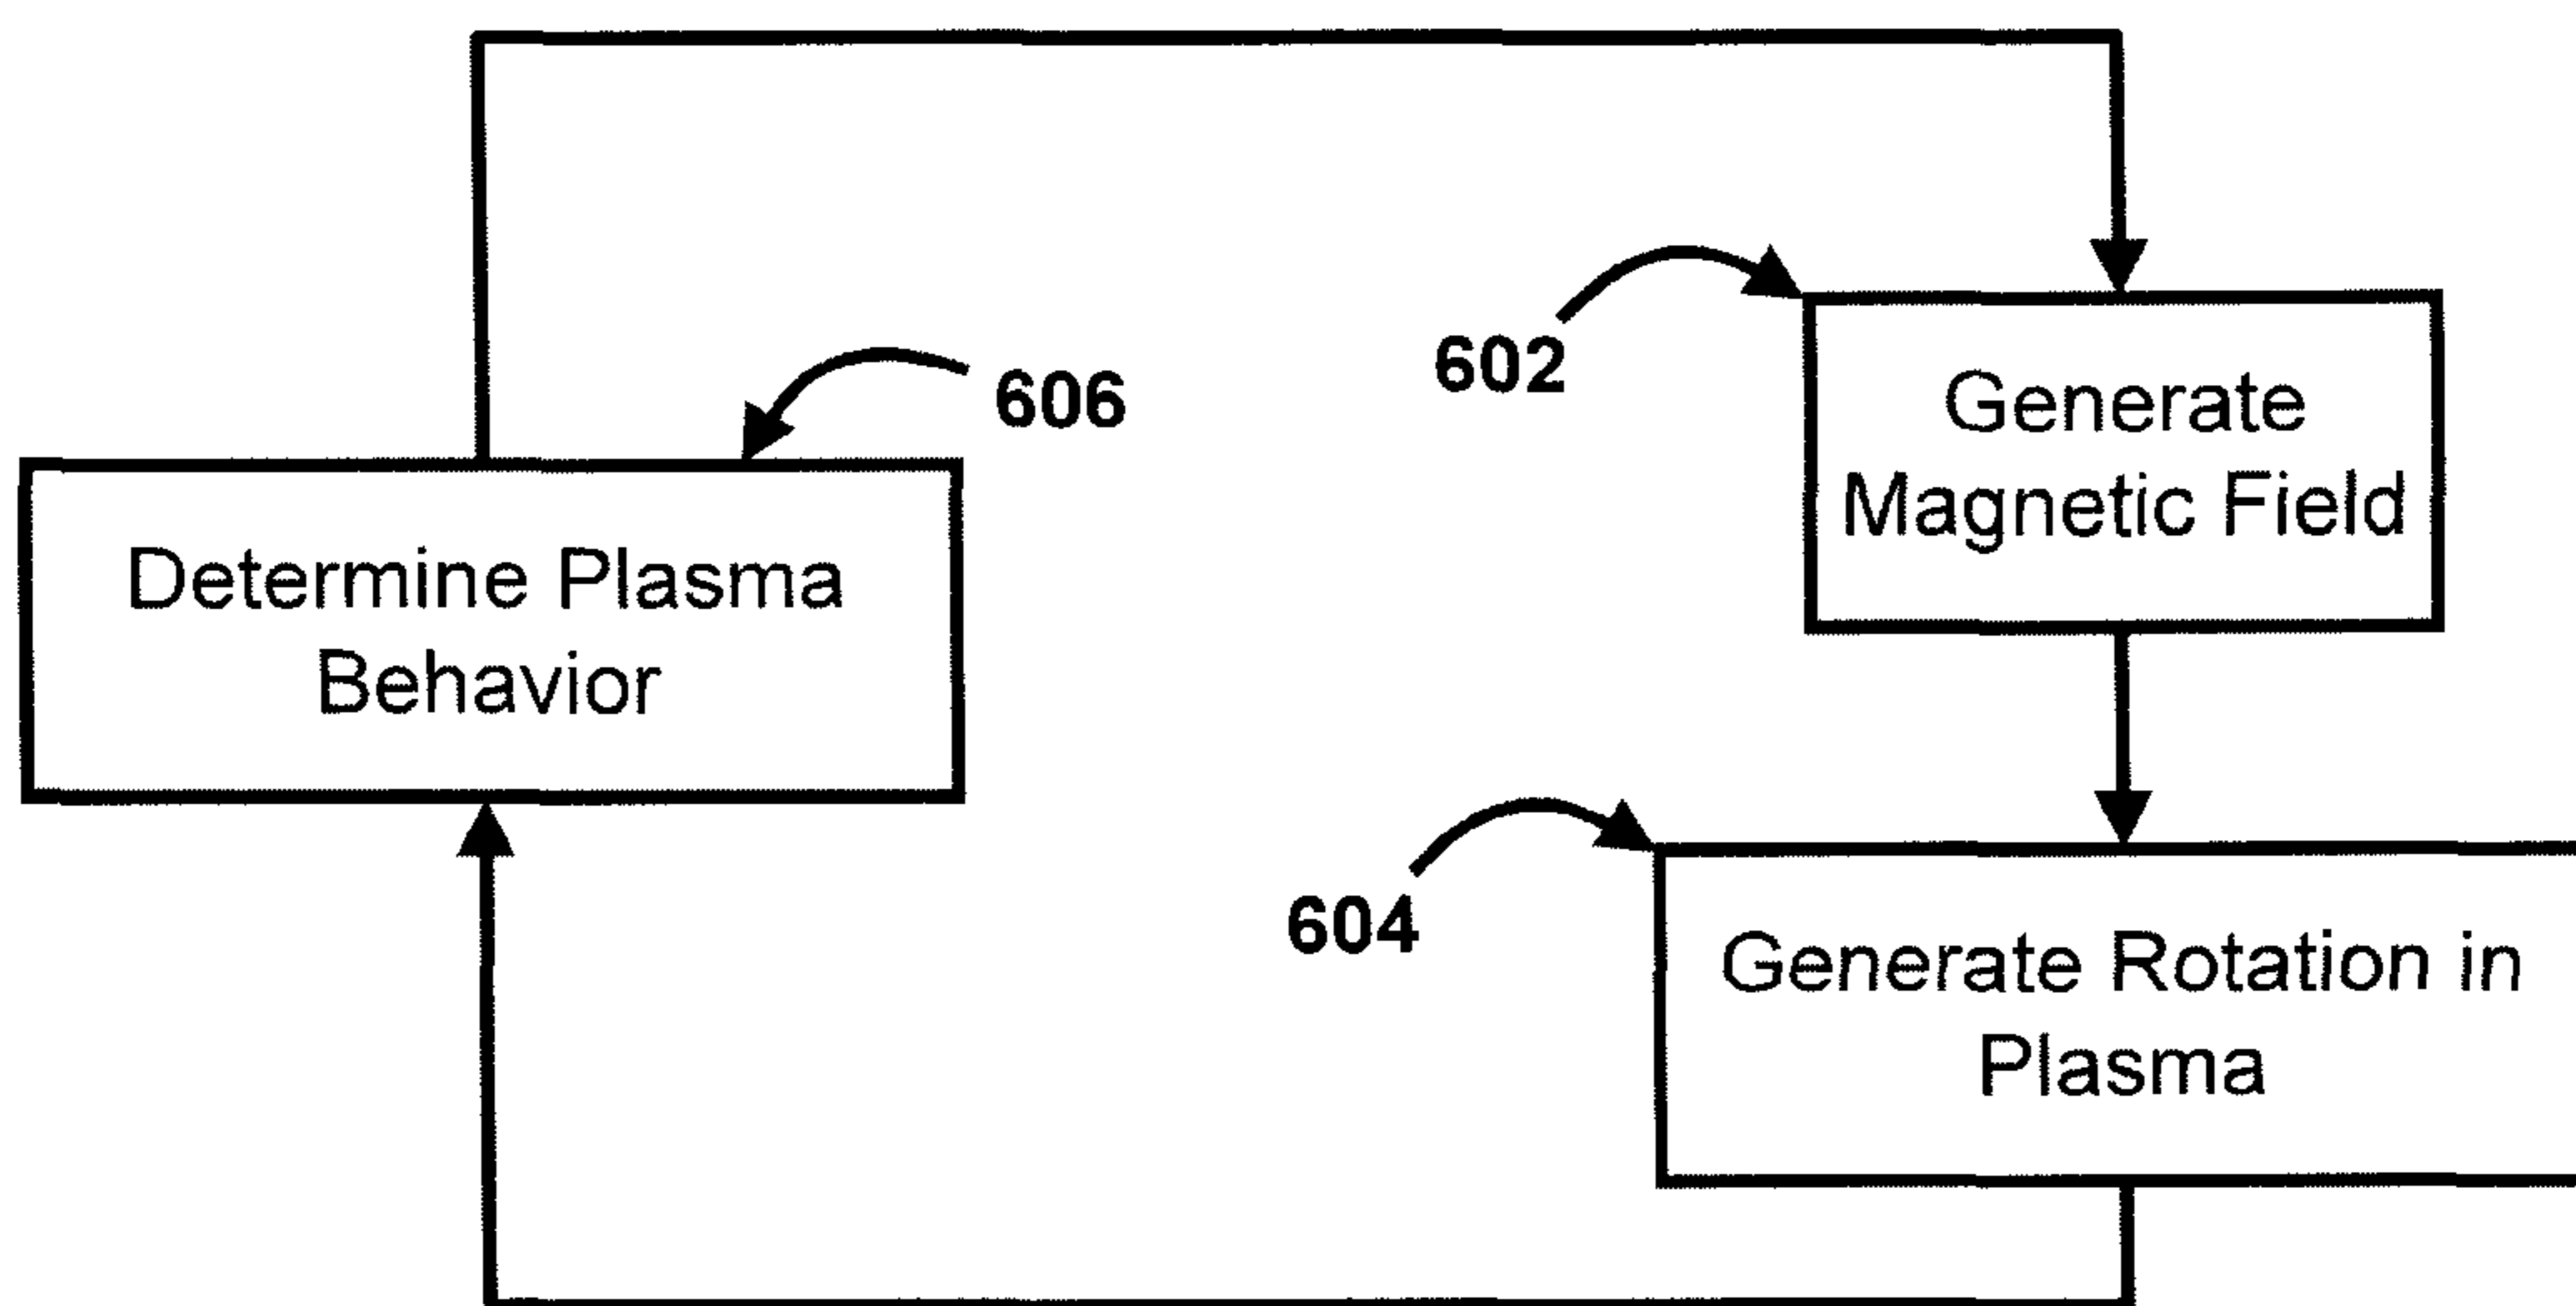 602
Generate
Magnetic Field
606
Determine Plasma
Behavior
604
Generate Rotation in
Plasma